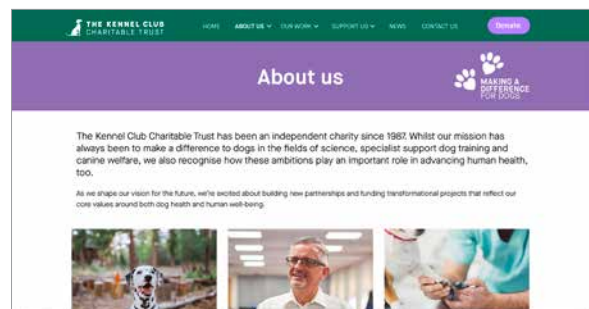 THE KENNEL CLUB
CHARITABLE TRUST
HOME ABOUT US OUR WORK SUPPORT US NEWS CONTACT US Donate
About us
MAKING A
DIFFERENCE
FOR DOGS
The Kennel Club Charitable Trust has been an independent charity since 1987. Whilst our mission has
always been to make a difference to dogs in the fields of science, specialist support dog training and
canine welfare, we also recognise how these ambitions play an important role in advancing human health,
too.
As we shape our vision for the future, we're excited about building new partnerships and funding transformational projects that reflect our
core values around both dog health and human well-being.